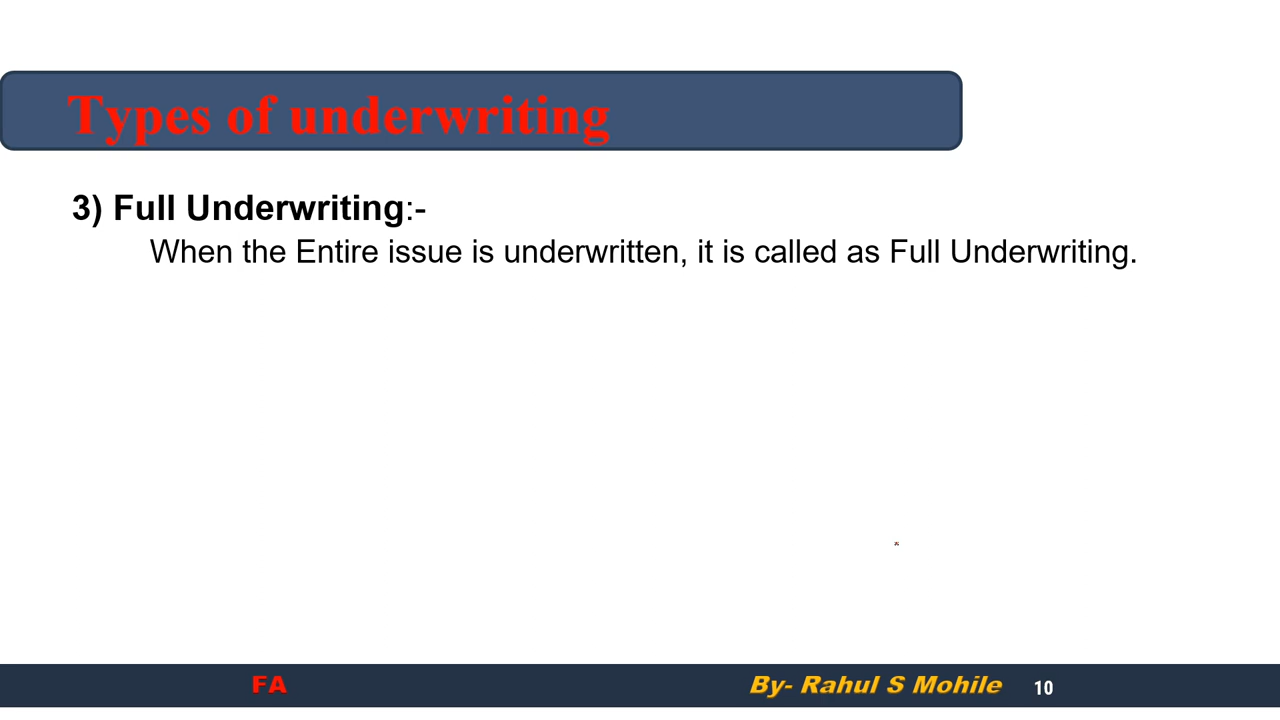 Types of underwriting
3) Full Underwriting:-
When the Entire issue is underwritten, it is called as Full Underwriting.
FA
By- Rahul S Mohile
10